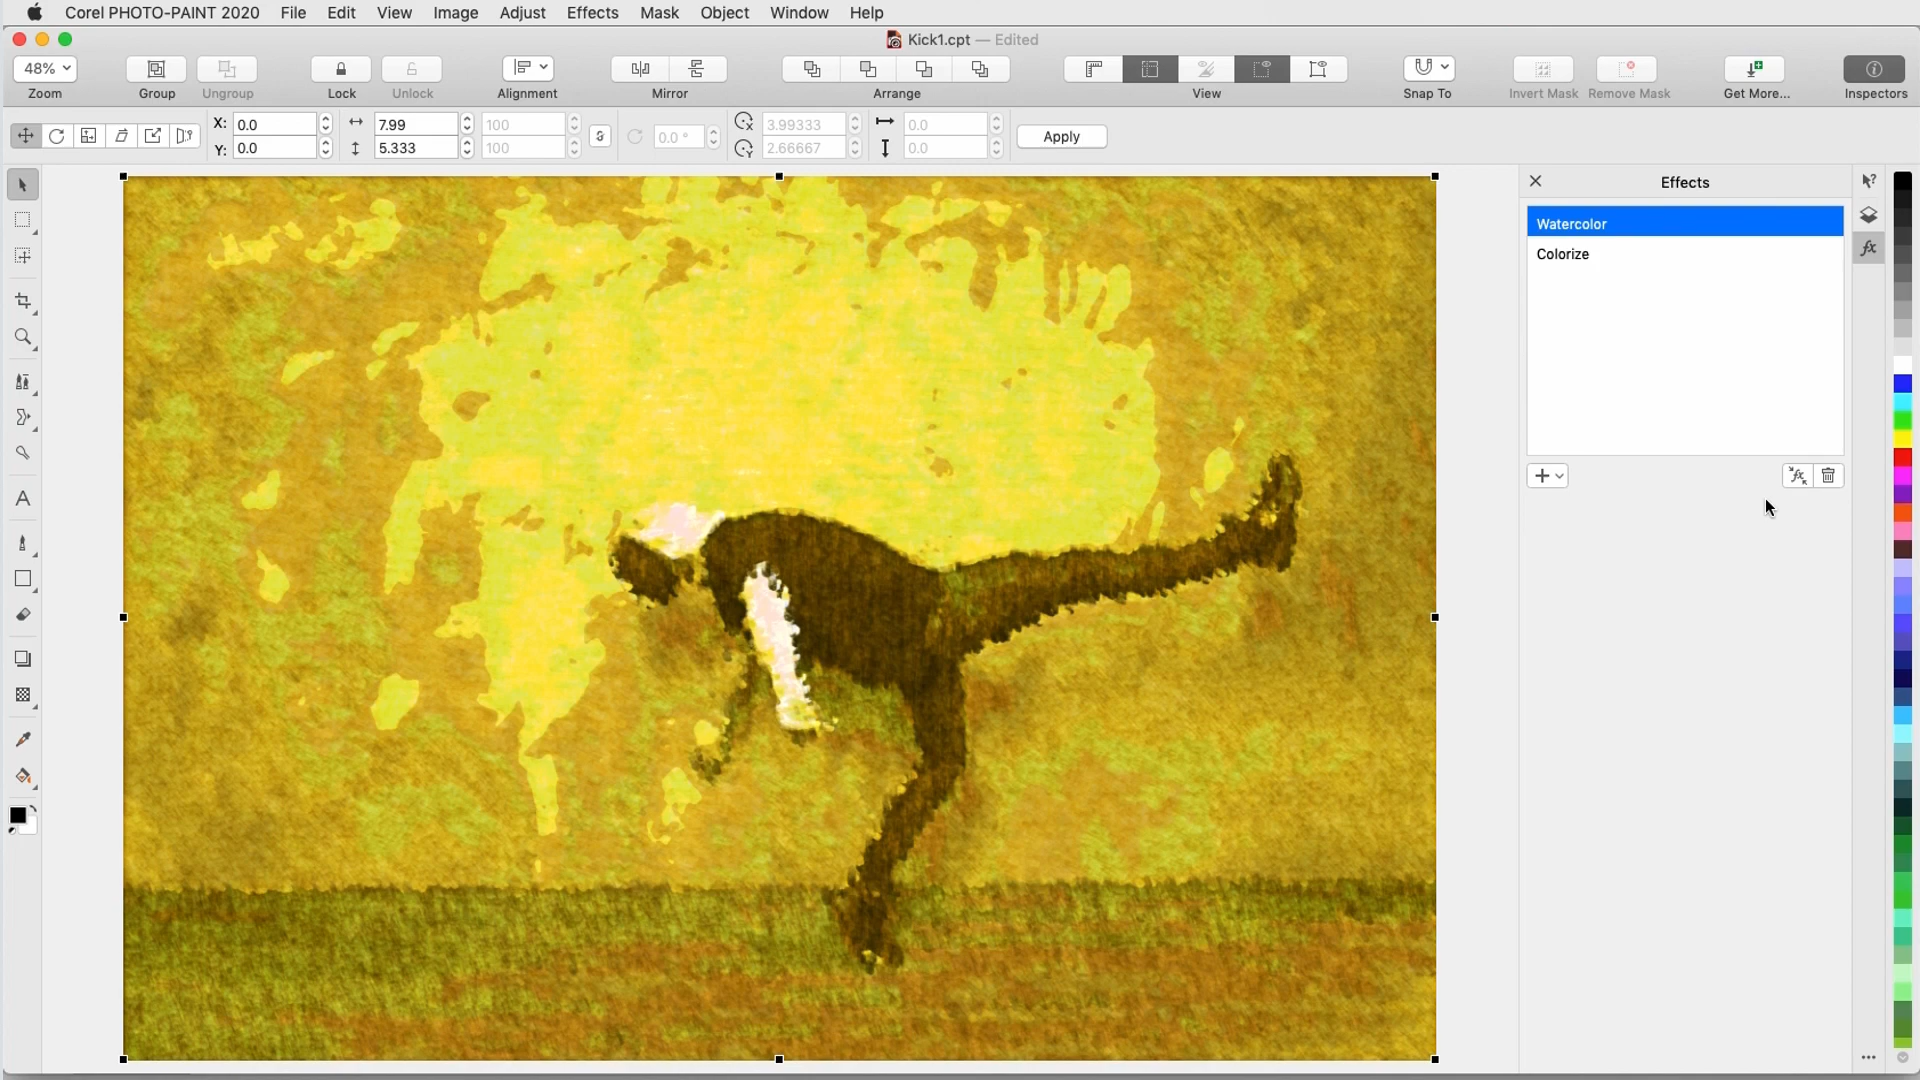 Corel PHOTO-PAINT 2020 File Edit View Image Adjust Effects Mask Object Window Help
Kick1.cpt — Edited
48%
Zoom Group Ungroup Lock Unlock Alignment Mirror Arrange View Snap To Invert Mask Remove Mask Get More... Inspectors
X: 0.0 7.99 100 0.0 ° 3.99333 0.0 Apply
Y: 0.0 5.333 100 2.66667 0.0
Effects
Watercolor
Colorize